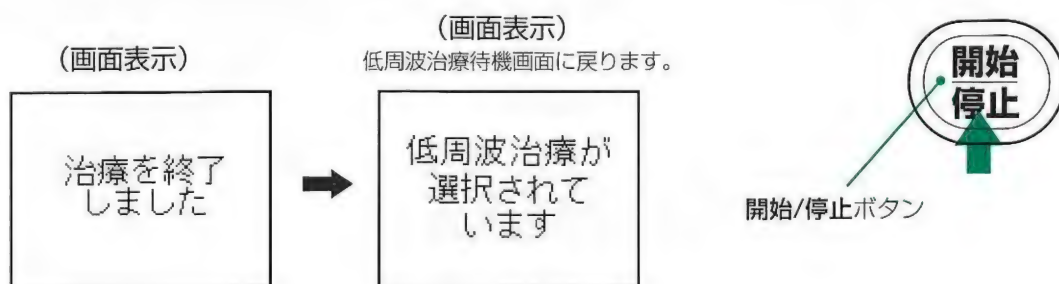 （画面表示）
治療を終了
しました
（画面表示）
低周波治療待機画面に戻ります。
低周波治療が
選択されて
います
開始
停止
開始/停止ボタン